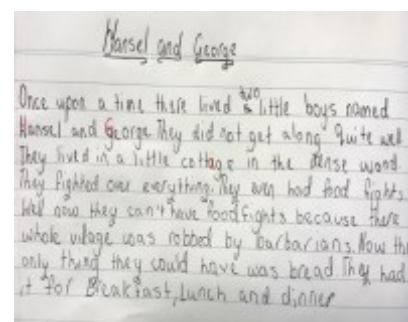 Hansel and George
Once upon a time there lived two little boys named
Hansel and George. They did not get along quite well
They lived in a little cottage in the dense wood.
They fighted over everything. They even had food fights.
Well now they can't have food fights because there
whole village was robbed by barbarians. Now the
only thing they could have was bread. They had
it for Breakfast, Lunch and dinner